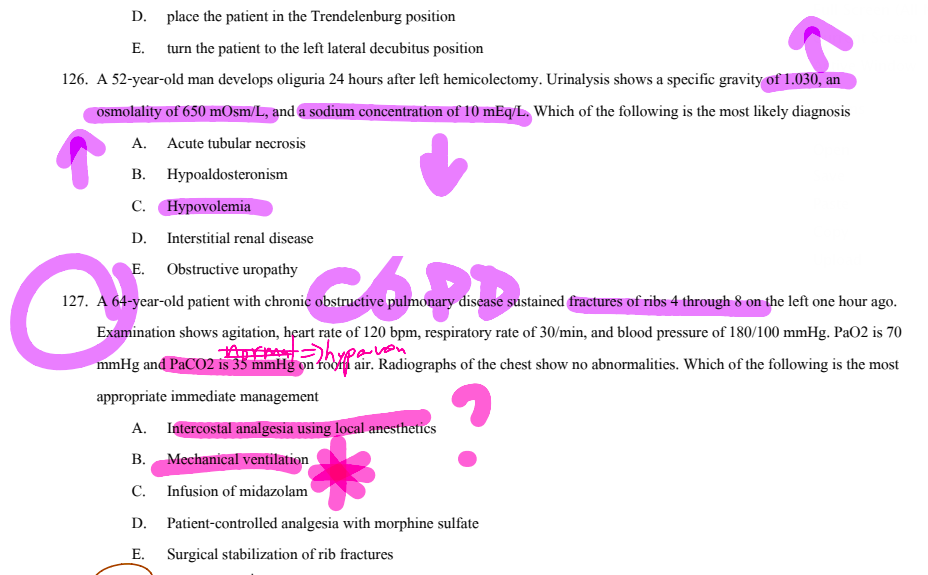 D. place the patient in the Trendelenburg position
E. turn the patient to the left lateral decubitus position
126. A 52-year-old man develops oliguria 24 hours after left hemicolectomy. Urinalysis shows a specific gravity of 1.030, an
osmolality of 650 mOsm/L, and a sodium concentration of 10 mEq/L. Which of the following is the most likely diagnosis
A. Acute tubular necrosis
B. Hypoaldosteronism
C. Hypovolemia
D. Interstitial renal disease
E. Obstructive uropathy
COPD
127. A 64-year-old patient with chronic obstructive pulmonary disease sustained fractures of ribs 4 through 8 on the left one hour ago.
Examination shows agitation, heart rate of 120 bpm, respiratory rate of 30/min, and blood pressure of 180/100 mmHg. PaO2 is 70
normal =>
mmHg and PaCO2 is 35 mmHg on room air. Radiographs of the chest show no abnormalities. Which of the following is the most
appropriate immediate management
?
A. Intercostal analgesia using local anesthetics
B. Mechanical ventilation
C. Infusion of midazolam
D. Patient-controlled analgesia with morphine sulfate
E. Surgical stabilization of rib fractures